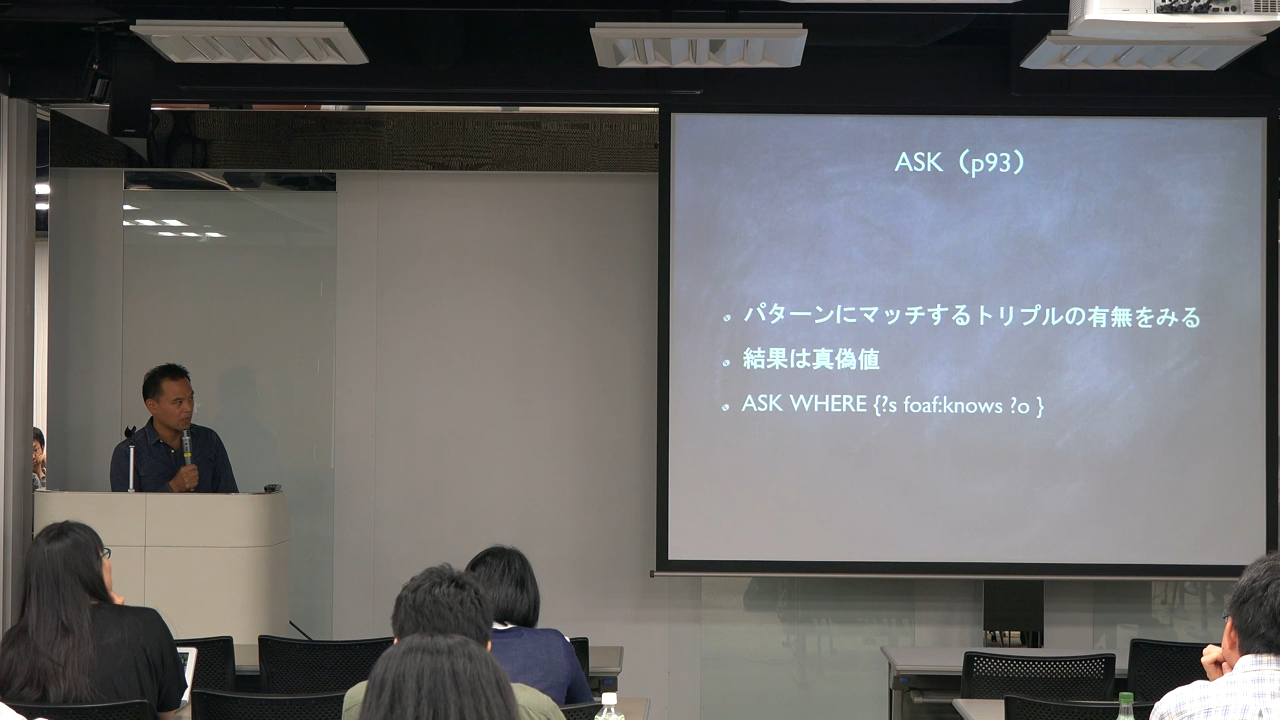 ASK（p93）
パターンにマッチするトリプルの有無をみる
結果は真偽値
ASK WHERE {?s foaf:knows ?o }